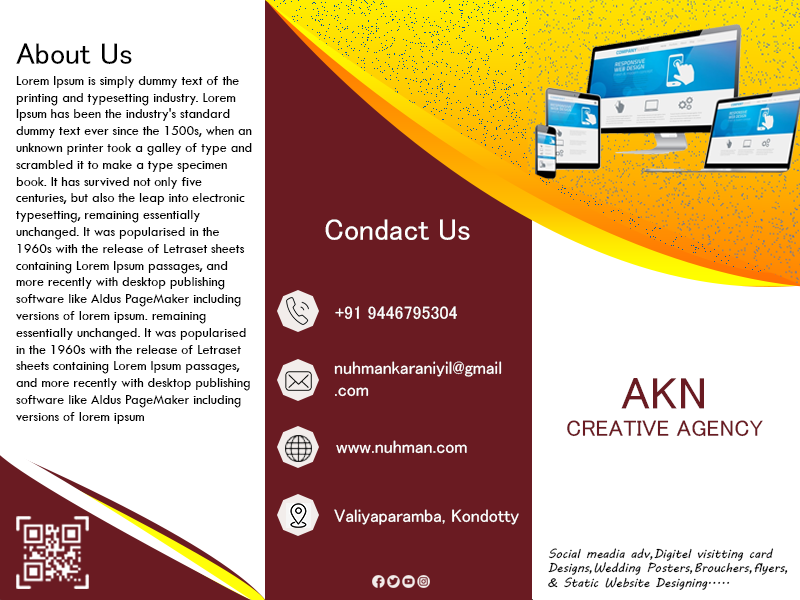 About Us
Lorem Ipsum is simply dummy text of the
printing and typesetting industry. Lorem
Ipsum has been the industry's standard
dummy text ever since the 1500s, when an
unknown printer took a galley of type and
scrambled it to make a type specimen
book. It has survived not only five
centuries, but also the leap into electronic
typesetting, remaining essentially
unchanged. It was popularised in the
1960s with the release of Letraset sheets
containing Lorem Ipsum passages, and
more recently with desktop publishing
software like Aldus PageMaker including
versions of lorem ipsum. remaining
essentially unchanged. It was popularised
in the 1960s with the release of Letraset
sheets containing Lorem Ipsum passages,
and more recently with desktop publishing
software like Aldus PageMaker including
versions of lorem ipsum
Condact Us
+91 9446795304
nuhmankaraniyil@gmail
.com
www.nuhman.com
Valiyaparamba, Kondotty
COMPANY
RESPONSIVE
WEB DESIGN
AKN
CREATIVE AGENCY
Social meadia adv,Digitel visitting card
Designs,Wedding Posters,Brouchers,flyers,
& Static Website Designing·····